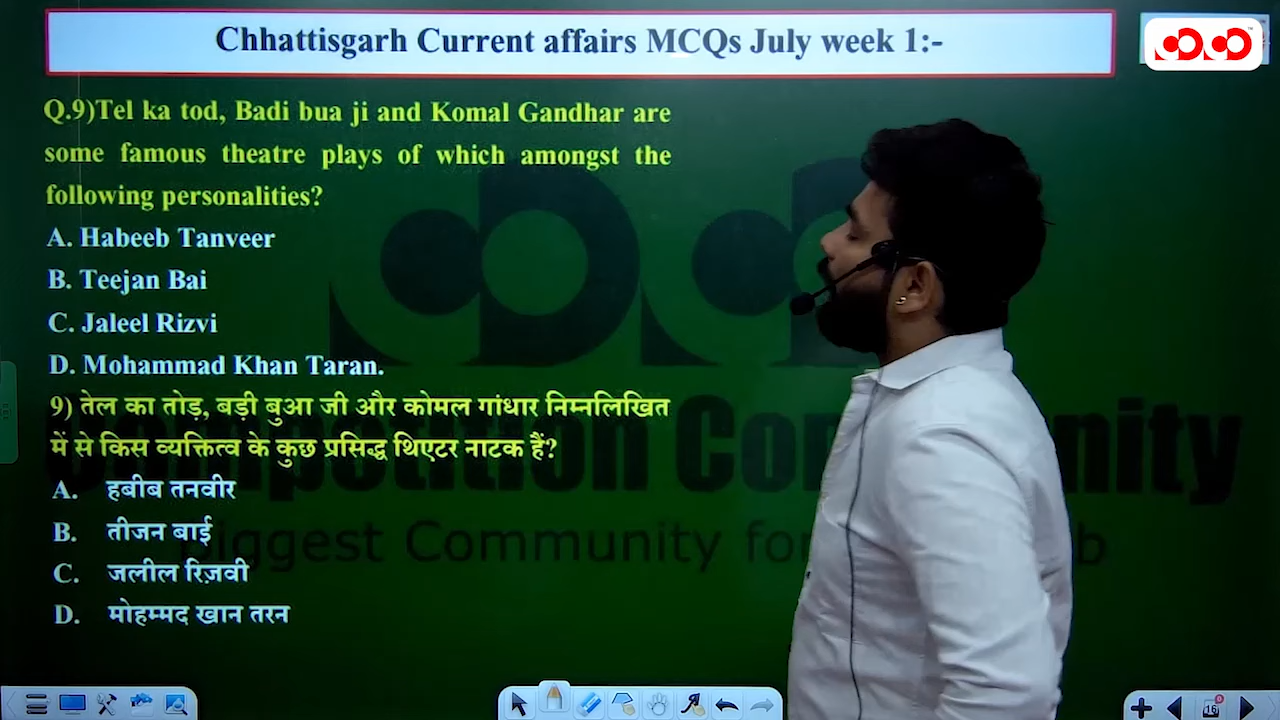 Chhattisgarh Current affairs MCQs July week 1:-
Q.9)Tel ka tod, Badi bua ji and Komal Gandhar are
some famous theatre plays of which amongst the
following personalities?
A. Habeeb Tanveer
B. Teejan Bai
C. Jaleel Rizvi
D. Mohammad Khan Taran.
9) तेल का तोड़, बड़ी बुआ जी और कोमल गांधार निम्नलिखित
में से किस व्यक्तित्व के कुछ प्रसिद्ध थिएटर नाटक हैं?
A. हबीब तनवीर
B. तीजन बाई
C. जलील रिज़वी
D. मोहम्मद खान तरन
16